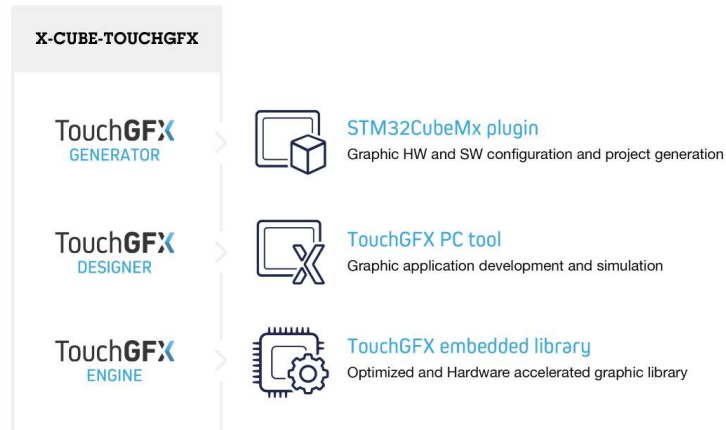 X-CUBE-TOUCHGFX
TouchGFX
GENERATOR
STM32CubeMx plugin
Graphic HW and SW configuration and project generation
TouchGFX
DESIGNER
TouchGFX PC tool
Graphic application development and simulation
TouchGFX
ENGINE
TouchGFX embedded library
Optimized and Hardware accelerated graphic library